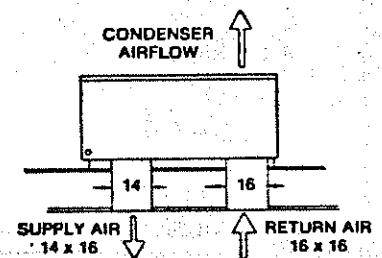 CONDENSER
AIRFLOW
14
16
SUPPLY AIR
14 x 16
RETURN AIR
16 x 16